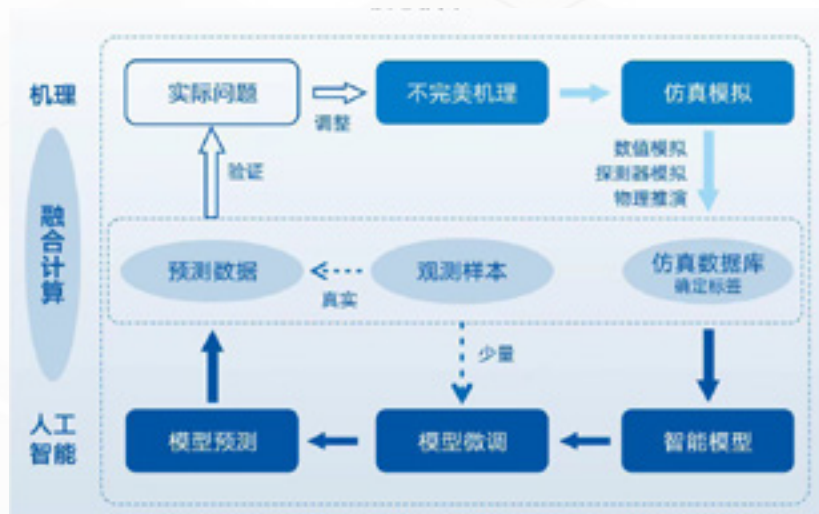 机理
实际问题
调整
不完美机理
仿真模拟
验证
数值模拟
探测器模拟
物理推演
融合计算
预测数据
真实
观测样本
仿真数据库
确定标签
少量
人工
智能
模型预测
模型微调
智能模型